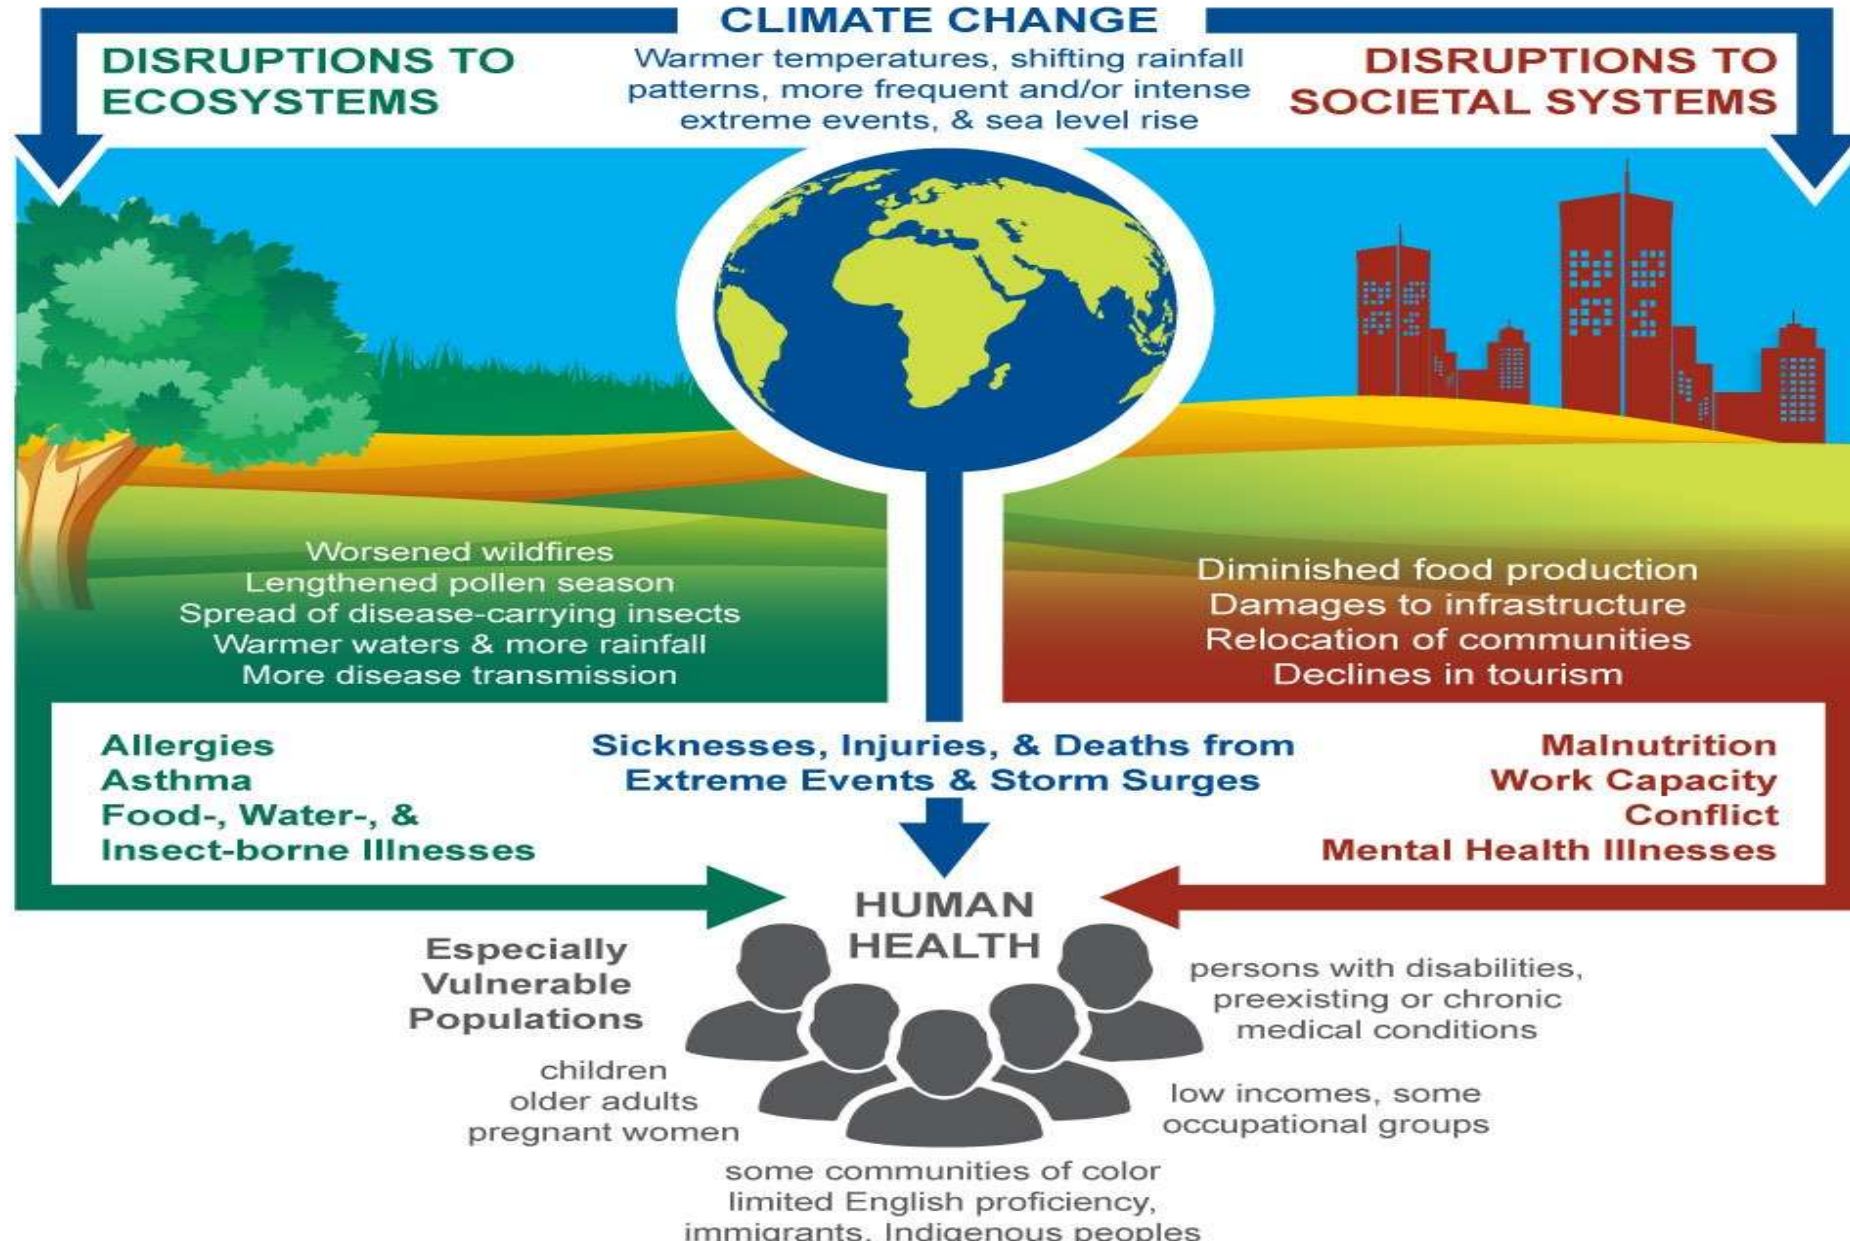 CLIMATE CHANGE
Warmer temperatures, shifting rainfall
patterns, more frequent and/or intense
extreme events, & sea level rise
DISRUPTIONS TO
ECOSYSTEMS
DISRUPTIONS TO
SOCIETAL SYSTEMS
Worsened wildfires
Lengthened pollen season
Spread of disease-carrying insects
Warmer waters & more rainfall
More disease transmission
Diminished food production
Damages to infrastructure
Relocation of communities
Declines in tourism
Allergies
Asthma
Food-, Water-, &
Insect-borne Illnesses
Sicknesses, Injuries, & Deaths from
Extreme Events & Storm Surges
Malnutrition
Work Capacity
Conflict
Mental Health Illnesses
HUMAN
HEALTH
Especially
Vulnerable
Populations
children
older adults
pregnant women
some communities of color
limited English proficiency,
immigrants, Indigenous peoples
persons with disabilities,
preexisting or chronic
medical conditions
low incomes, some
occupational groups